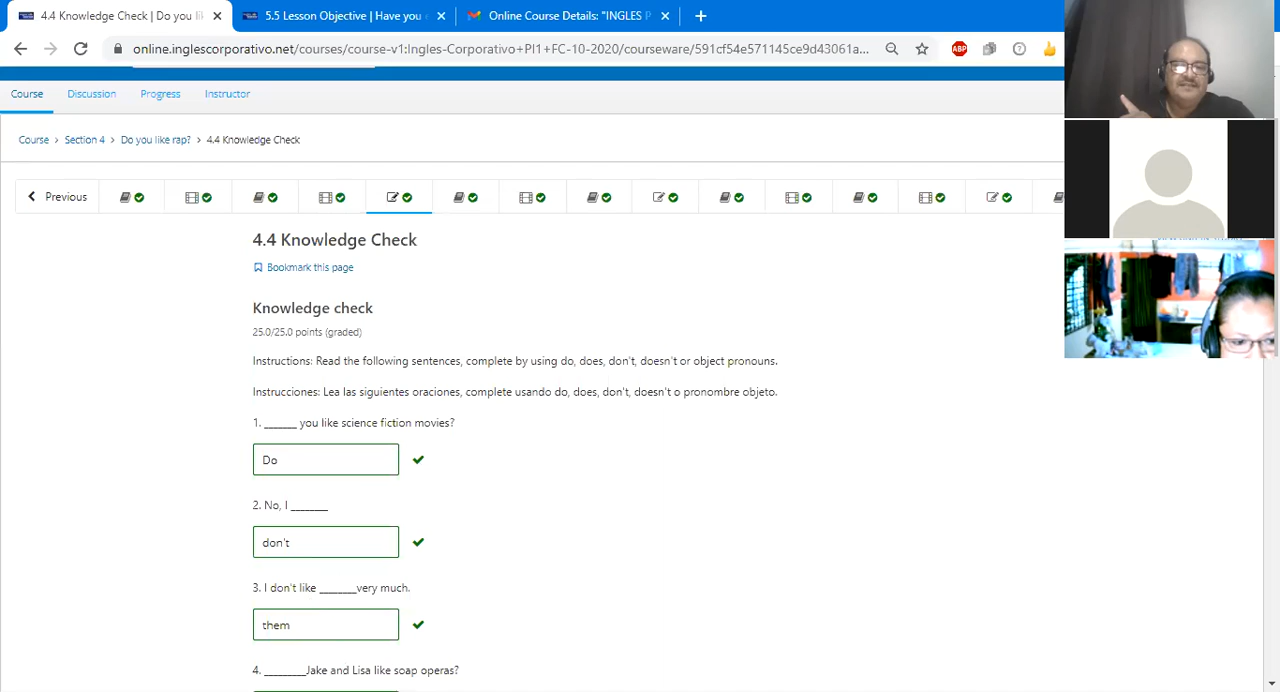 4.4 Knowledge Check | Do you li
5.5 Lesson Objective | Have you
Online Course Details: "INGLES P
online.inglescorporativo.net/courses/course-v1:Ingles-Corporativo+PI1+FC-10-2020/courseware/591cf54e571145ce9d43061a...
ABP
Course Discussion Progress Instructor
Course > Section 4 > Do you like rap? > 4.4 Knowledge Check
Previous
4.4 Knowledge Check
Bookmark this page
Knowledge check
25.0/25.0 points (graded)
Instructions: Read the following sentences, complete by using do, does, don't, doesn't or object pronouns.
Instrucciones: Lea las siguientes oraciones, complete usando do, does, don't, doesn't o pronombre objeto.
1. _______ you like science fiction movies?
Do
2. No, I ________
don't
3. I don't like ________very much.
them
4. _________Jake and Lisa like soap operas?